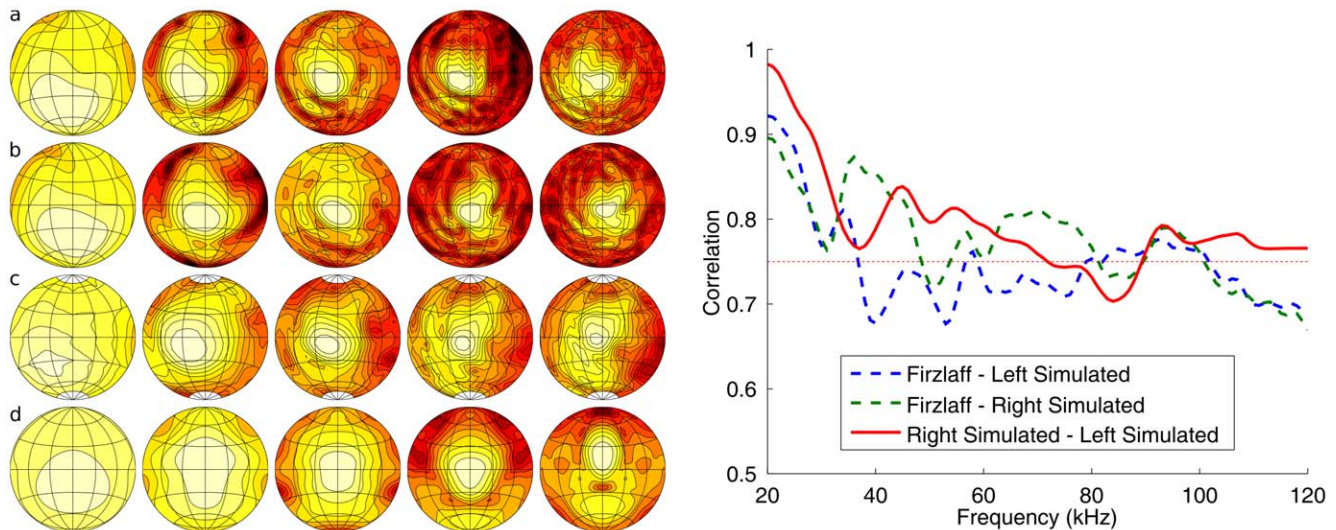 a
b
c
d
1
0.9
0.8
0.7
0.6
0.5
Correlation
20
40
60
80
100
120
Frequency (kHz)
Firzlaff - Left Simulated
Firzlaff - Right Simulated
Right Simulated - Left Simulated